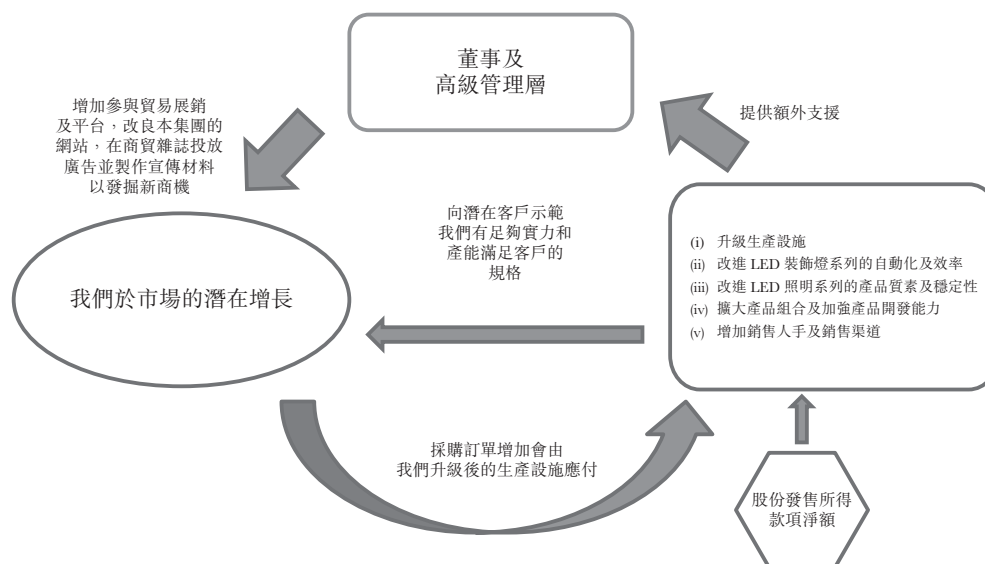 董事及
高級管理層
增加參與貿易展銷
及平台，改良本集團的
網站，在商貿雜誌投放
廣告並製作宣傳材料
以發掘新商機
提供額外支援
向潛在客戶示範
我們有足夠實力和
產能滿足客戶的
規格
我們於市場的潛在增長
(i) 升級生產設施
(ii) 改進 LED 裝飾燈系列的自動化及效率
(iii) 改進 LED 照明系列的產品質素及穩定性
(iv) 擴大產品組合及加強產品開發能力
(v) 增加銷售人手及銷售渠道
採購訂單增加會由
我們升級後的生產設施應付
股份發售所得
款項淨額